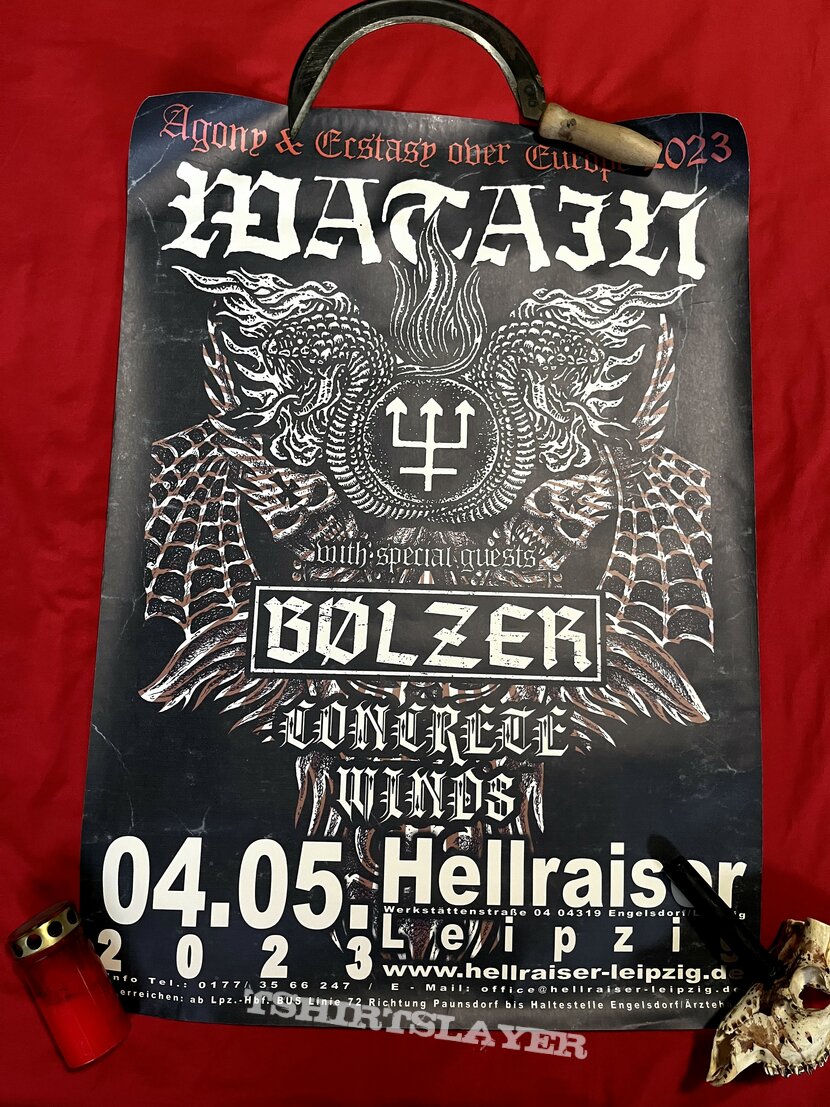 Agony & Ecstasy over Europe 2023
WATAIN
with special guests
BØLZER
CONCRETE
WINDS
04.05.
2023
Hellraiser
Werkstättenstraße 04 04319 Engelsdorf/
Leipzig
www.hellraiser-leipzig.de
Info Tel.: 0177/ 35 66 247 / E - Mail: office@hellraiser-leipzig.de
erreichen: ab Lpz.-Hbf. BUS Linie 72 Richtung Paunsdorf bis Haltestelle Engelsdorf/Ärzteh
TSHIRTSLAYER